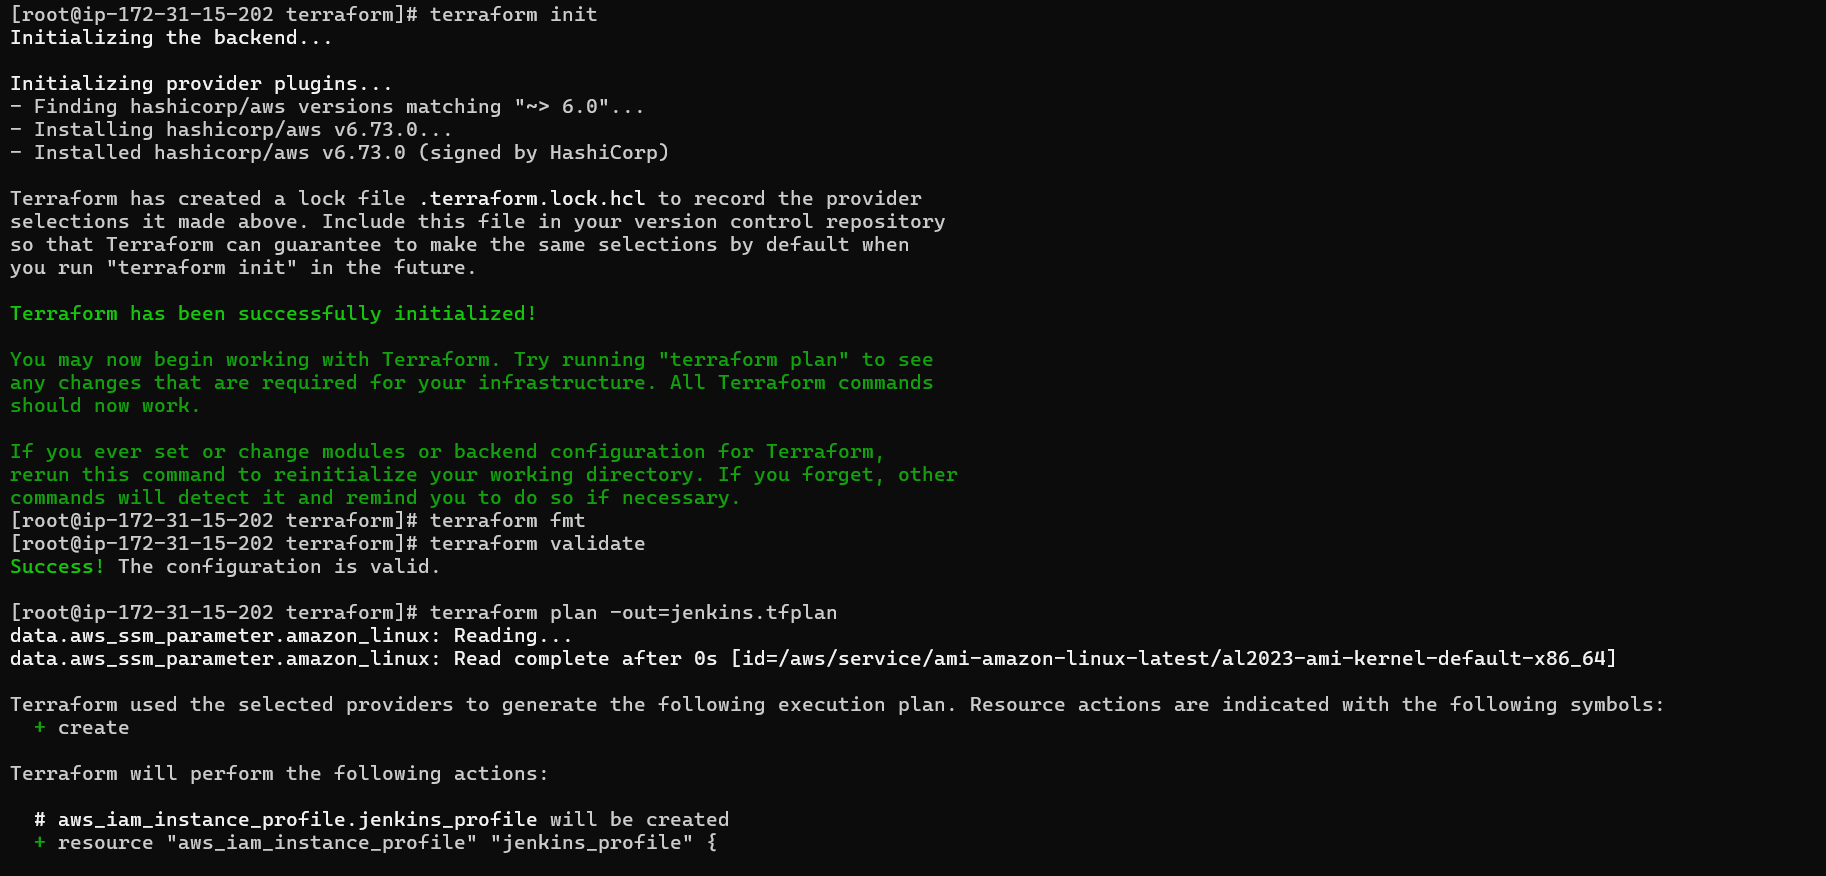 [root@ip-172-31-15-202 terraform]# terraform init
Initializing the backend...
Initializing provider plugins...
- Finding hashicorp/aws versions matching "~> 6.0"...
- Installing hashicorp/aws v6.73.0...
- Installed hashicorp/aws v6.73.0 (signed by HashiCorp)
Terraform has created a lock file .terraform.lock.hcl to record the provider
selections it made above. Include this file in your version control repository
so that Terraform can guarantee to make the same selections by default when
you run "terraform init" in the future.
Terraform has been successfully initialized!
You may now begin working with Terraform. Try running "terraform plan" to see
any changes that are required for your infrastructure. All Terraform commands
should now work.
If you ever set or change modules or backend configuration for Terraform,
rerun this command to reinitialize your working directory. If you forget, other
commands will detect it and remind you to do so if necessary.
[root@ip-172-31-15-202 terraform]# terraform fmt
[root@ip-172-31-15-202 terraform]# terraform validate
Success! The configuration is valid.
[root@ip-172-31-15-202 terraform]# terraform plan -out=jenkins.tfplan
data.aws_ssm_parameter.amazon_linux: Reading...
data.aws_ssm_parameter.amazon_linux: Read complete after 0s [id=/aws/service/ami-amazon-linux-latest/al2023-ami-kernel-default-x86_64]
Terraform used the selected providers to generate the following execution plan. Resource actions are indicated with the following symbols:
  + create
Terraform will perform the following actions:
  # aws_iam_instance_profile.jenkins_profile will be created
  + resource "aws_iam_instance_profile" "jenkins_profile" {